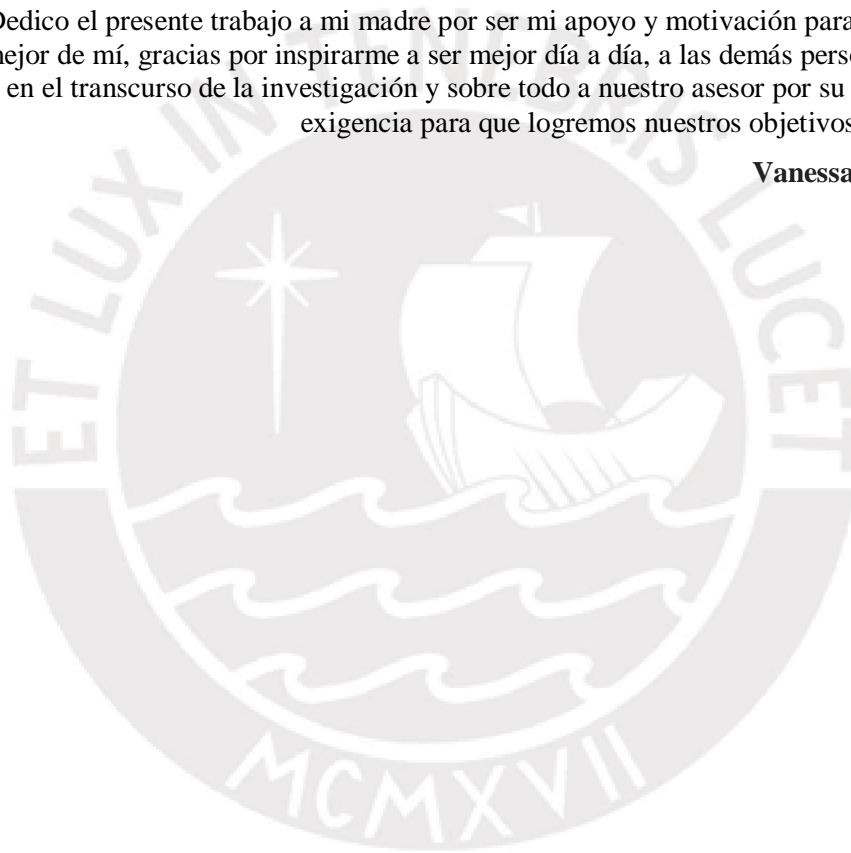 Dedico el presente trabajo a mi madre por ser mi apoyo y motivación para
mejor de mí, gracias por inspirarme a ser mejor día a día, a las demás
en el transcurso de la investigación y sobre todo a nuestro asesor por su
exigencia para que logremos nuestros objetivos
Vanessa
ET LUX IN TENEBRIS LUCET
MCMXVII